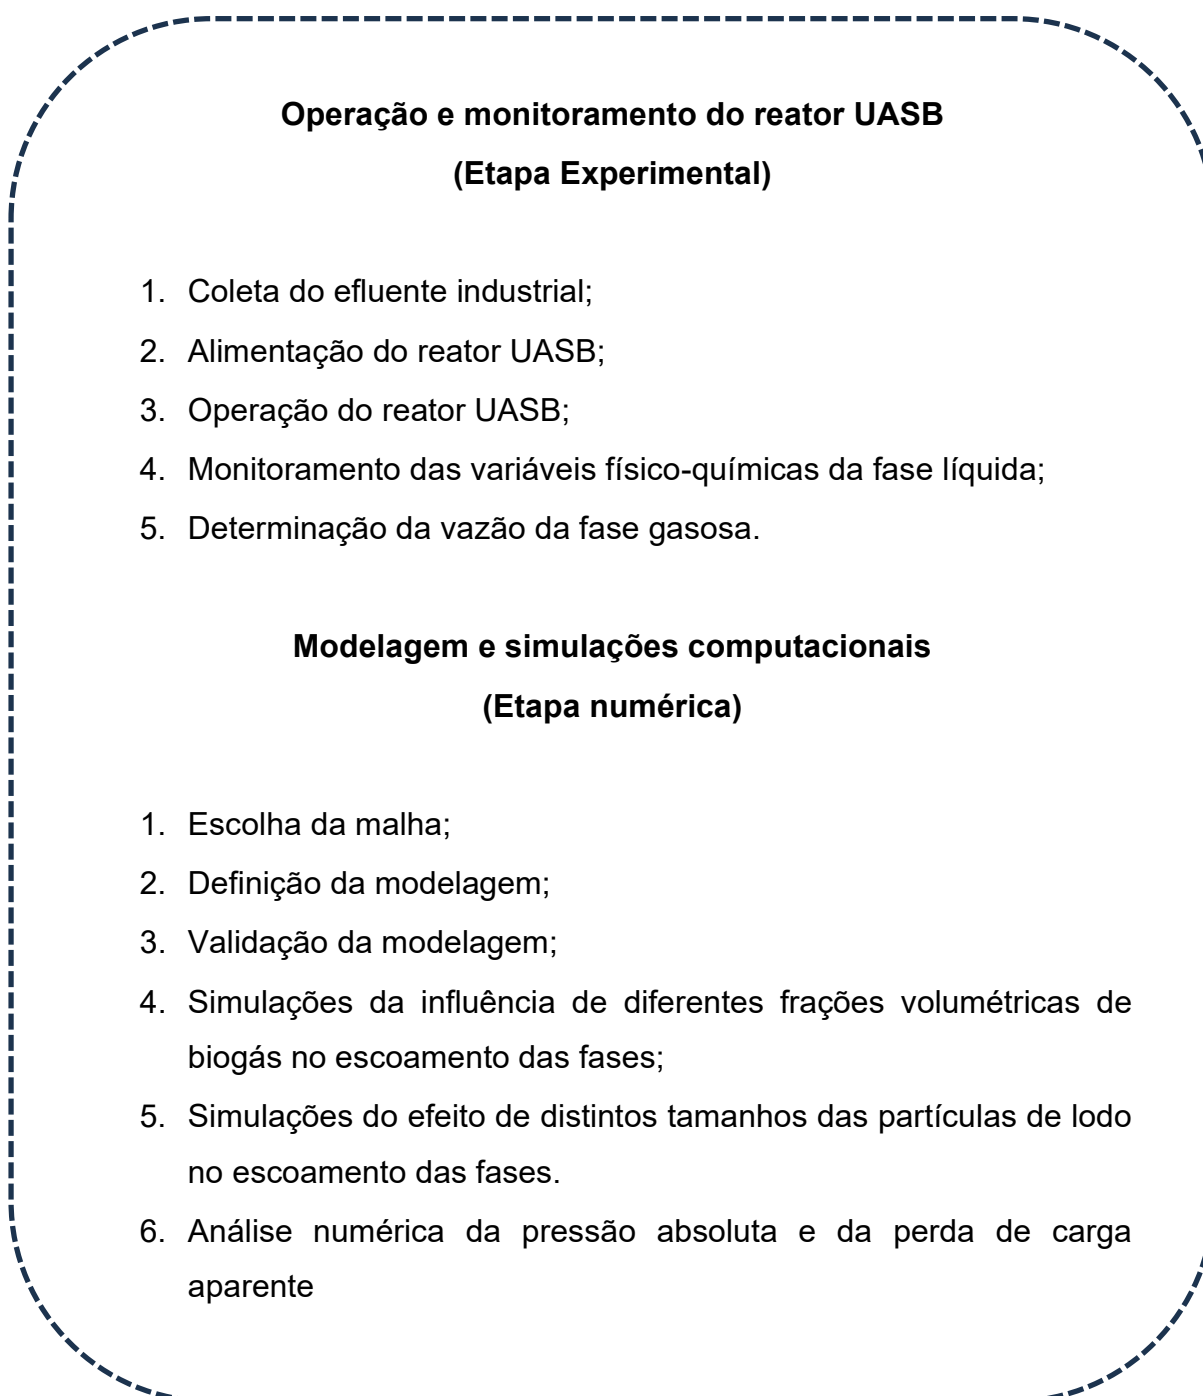 Operação e monitoramento do reator UASB
(Etapa Experimental)
1. Coleta do efluente industrial;
2. Alimentação do reator UASB;
3. Operação do reator UASB;
4. Monitoramento das variáveis físico-químicas da fase líquida;
5. Determinação da vazão da fase gasosa.
Modelagem e simulações computacionais
(Etapa numérica)
1. Escolha da malha;
2. Definição da modelagem;
3. Validação da modelagem;
4. Simulações da influência de diferentes frações volumétricas de
biogás no escoamento das fases;
5. Simulações do efeito de distintos tamanhos das partículas de lodo
no escoamento das fases.
6. Análise numérica da pressão absoluta e da perda de carga
aparente